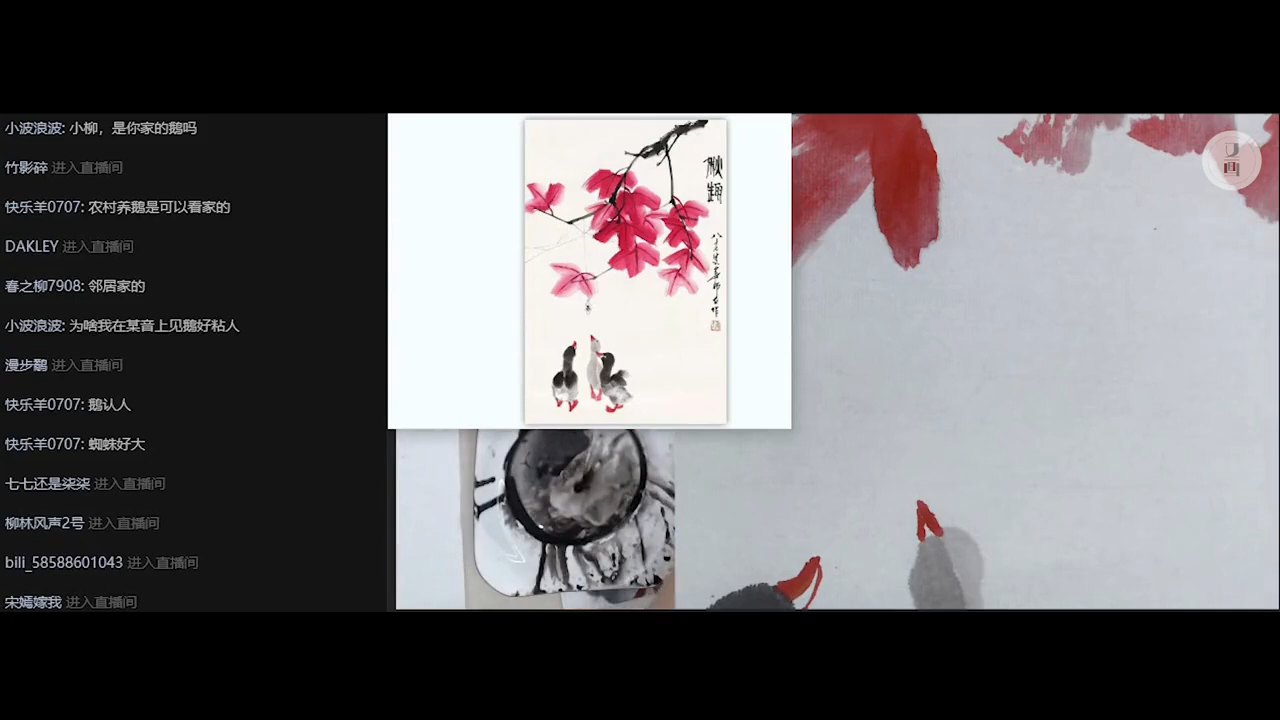 小波浪波: 小柳，是你家的鹅吗
竹影碎 进入直播间
快乐羊0707: 农村养鹅是可以看家的
DAKLEY 进入直播间
春之柳7908: 邻居家的
小波浪波: 为啥我在某音上见鹅好粘人
漫步鹬 进入直播间
快乐羊0707: 鹅认人
快乐羊0707: 蜘蛛好大
七七还是柒柒 进入直播间
柳林风声2号 进入直播间
bili_58588601043 进入直播间
宋嫣嫁我 进入直播间
秋趣